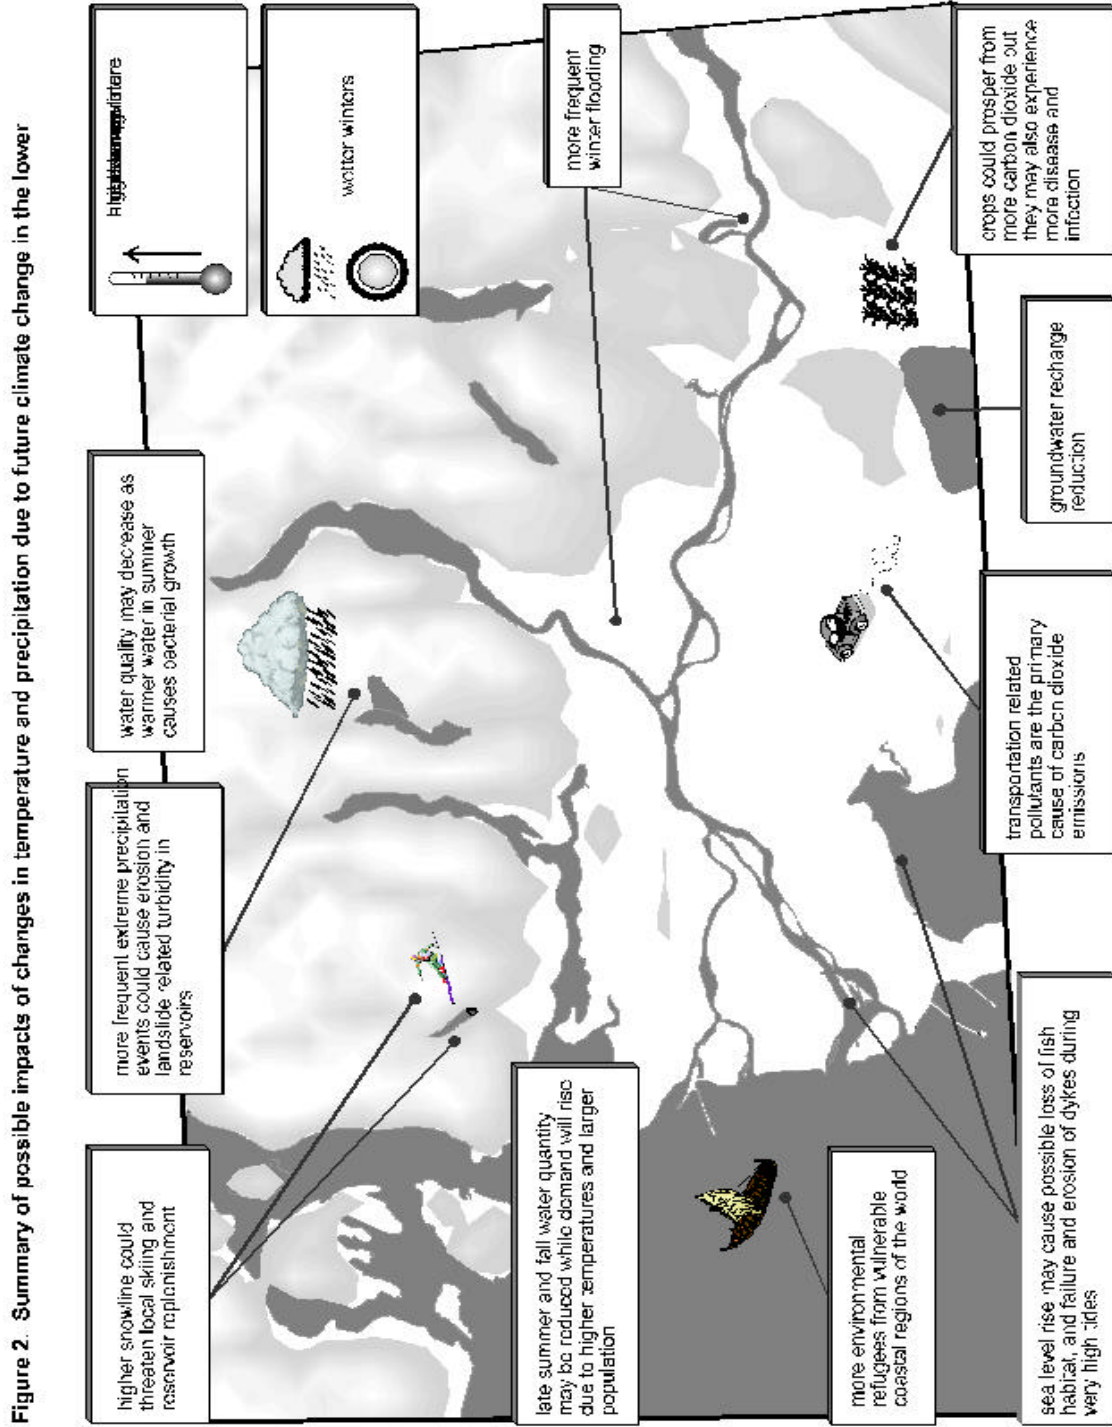 Figure 2. Summary of possible impacts of changes in temperature and precipitation due to future climate change in the lower
higher snowline could
threaten local skiing and
reservoir replenishment
more frequent extreme precipitation
events could cause erosion and
landslide related turbidity in
reservoirs
water quality may decrease as
warmer water in summer
causes bacterial growth
wetter winters
late summer and fall water quantity
may be reduced while demand will rise
due to higher temperatures and larger
population
more frequent
winter flooding
more environmental
refugees from vulnerable
coastal regions of the world
sea level rise may cause possible loss of fish
habitat, and failure and erosion of dykes during
very high tides
transportation related
pollutants are the primary
cause of carbon dioxide
emissions
groundwater recharge
reduction
crops could prosper from
more carbon dioxide but
they may also experience
more disease and
infection